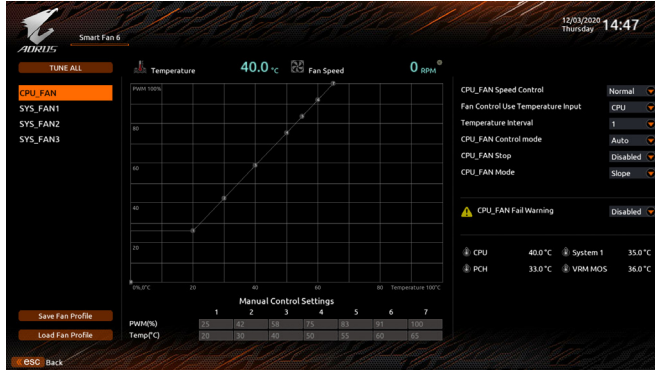 AORUS
Smart Fan 6
12/03/2020
Thursday
14:47
TUNE ALL
Temperature 40.0 °C Fan Speed 0 RPM
CPU_FAN
SYS_FAN1
SYS_FAN2
SYS_FAN3
PWM 100%
80
60
40
20
0%,0°C 20 40 60 80 Temperature 100°C
CPU_FAN Speed Control Normal
Fan Control Use Temperature Input CPU
Temperature Interval 1
CPU_FAN Control mode Auto
CPU_FAN Stop Disabled
CPU_FAN Mode Slope
CPU_FAN Fail Warning Disabled
CPU 40.0°C System 1 35.0°C
PCH 33.0°C VRM MOS 36.0°C
Manual Control Settings
1 2 3 4 5 6 7
PWM(%) 25 42 58 75 83 91 100
Temp(°C) 20 30 40 50 55 60 65
Save Fan Profile
Load Fan Profile
esc Back